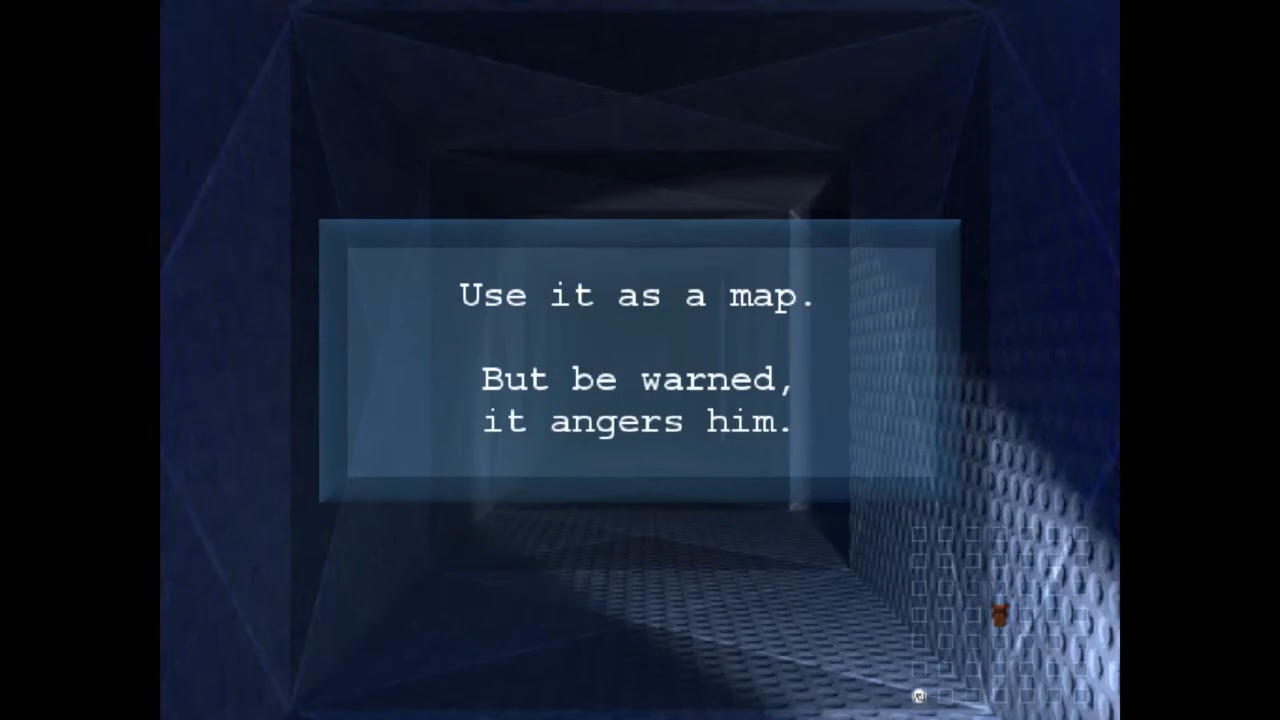 Use it as a map.
But be warned,
it angers him.